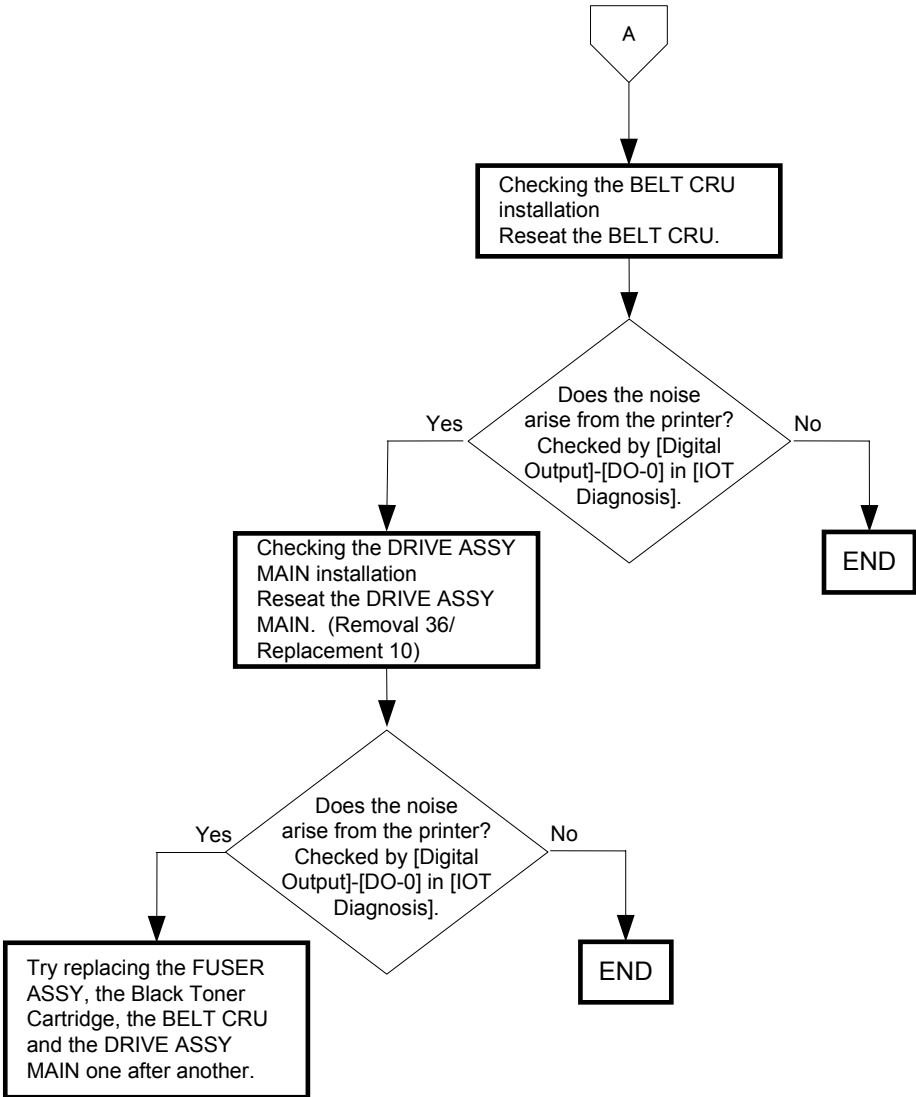 A
Checking the BELT CRU
installation
Reseat the BELT CRU.
Does the noise
arise from the printer?
Checked by [Digital
Output]-[DO-0] in [IOT
Diagnosis].
Yes
No
END
Checking the DRIVE ASSY
MAIN installation
Reseat the DRIVE ASSY
MAIN.  (Removal 36/
Replacement 10)
Does the noise
arise from the printer?
Checked by [Digital
Output]-[DO-0] in [IOT
Diagnosis].
Yes
No
END
Try replacing the FUSER
ASSY, the Black Toner
Cartridge, the BELT CRU
and the DRIVE ASSY
MAIN one after another.